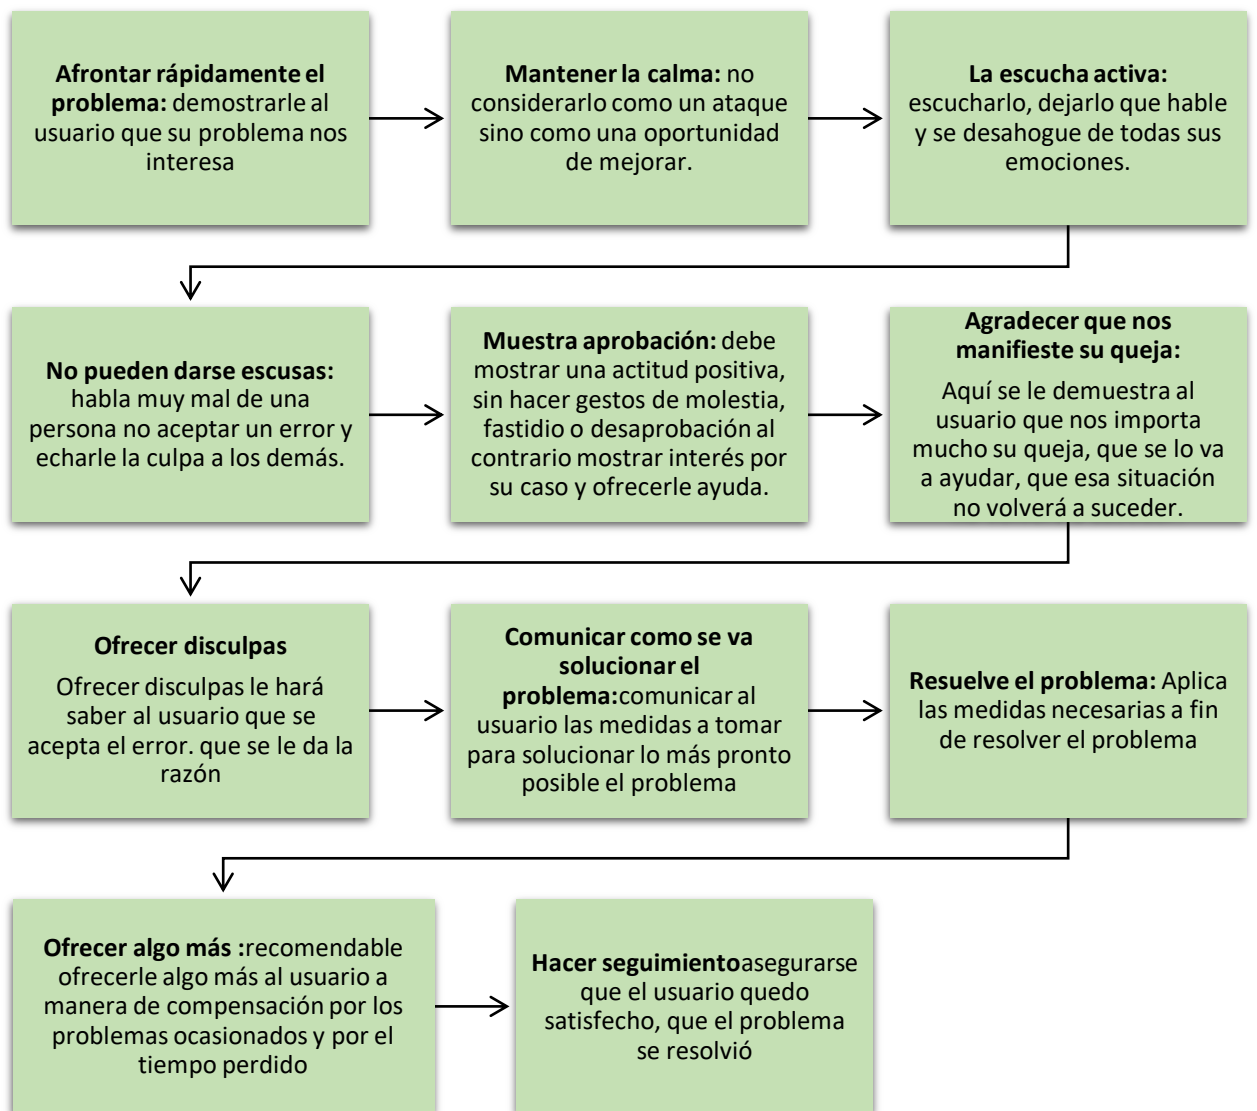 Afrontar rápidamente el
problema: demostrarle al
usuario que su problema nos
interesa
Mantener la calma: no
considerarlo como un ataque
sino como una oportunidad
de mejorar.
La escucha activa:
escucharlo, dejarlo que hable
y se desahogue de todas sus
emociones.
No pueden darse escusas:
habla muy mal de una
persona no aceptar un error y
echarle la culpa a los demás.
Muestra aprobación: debe
mostrar una actitud positiva,
sin hacer gestos de molestia,
fastidio o desaprobación al
contrario mostrar interés por
su caso y ofrecerle ayuda.
Agradecer que nos
manifieste su queja:
Aquí se le demuestra al
usuario que nos importa
mucho su queja, que se lo va
a ayudar, que esa situación
no volverá a suceder.
Ofrecer disculpas
Ofrecer disculpas le hará
saber al usuario que se
acepta el error. que se le da la
razón
Comunicar como se va
solucionar el
problema:comunicar al
usuario las medidas a tomar
para solucionar lo más pronto
posible el problema
Resuelve el problema: Aplica
las medidas necesarias a fin
de resolver el problema
Ofrecer algo más :recomendable
ofrecerle algo más al usuario a
manera de compensación por los
problemas ocasionados y por el
tiempo perdido
Hacer seguimientoasegurarse
que el usuario quedo
satisfecho, que el problema
se resolvió